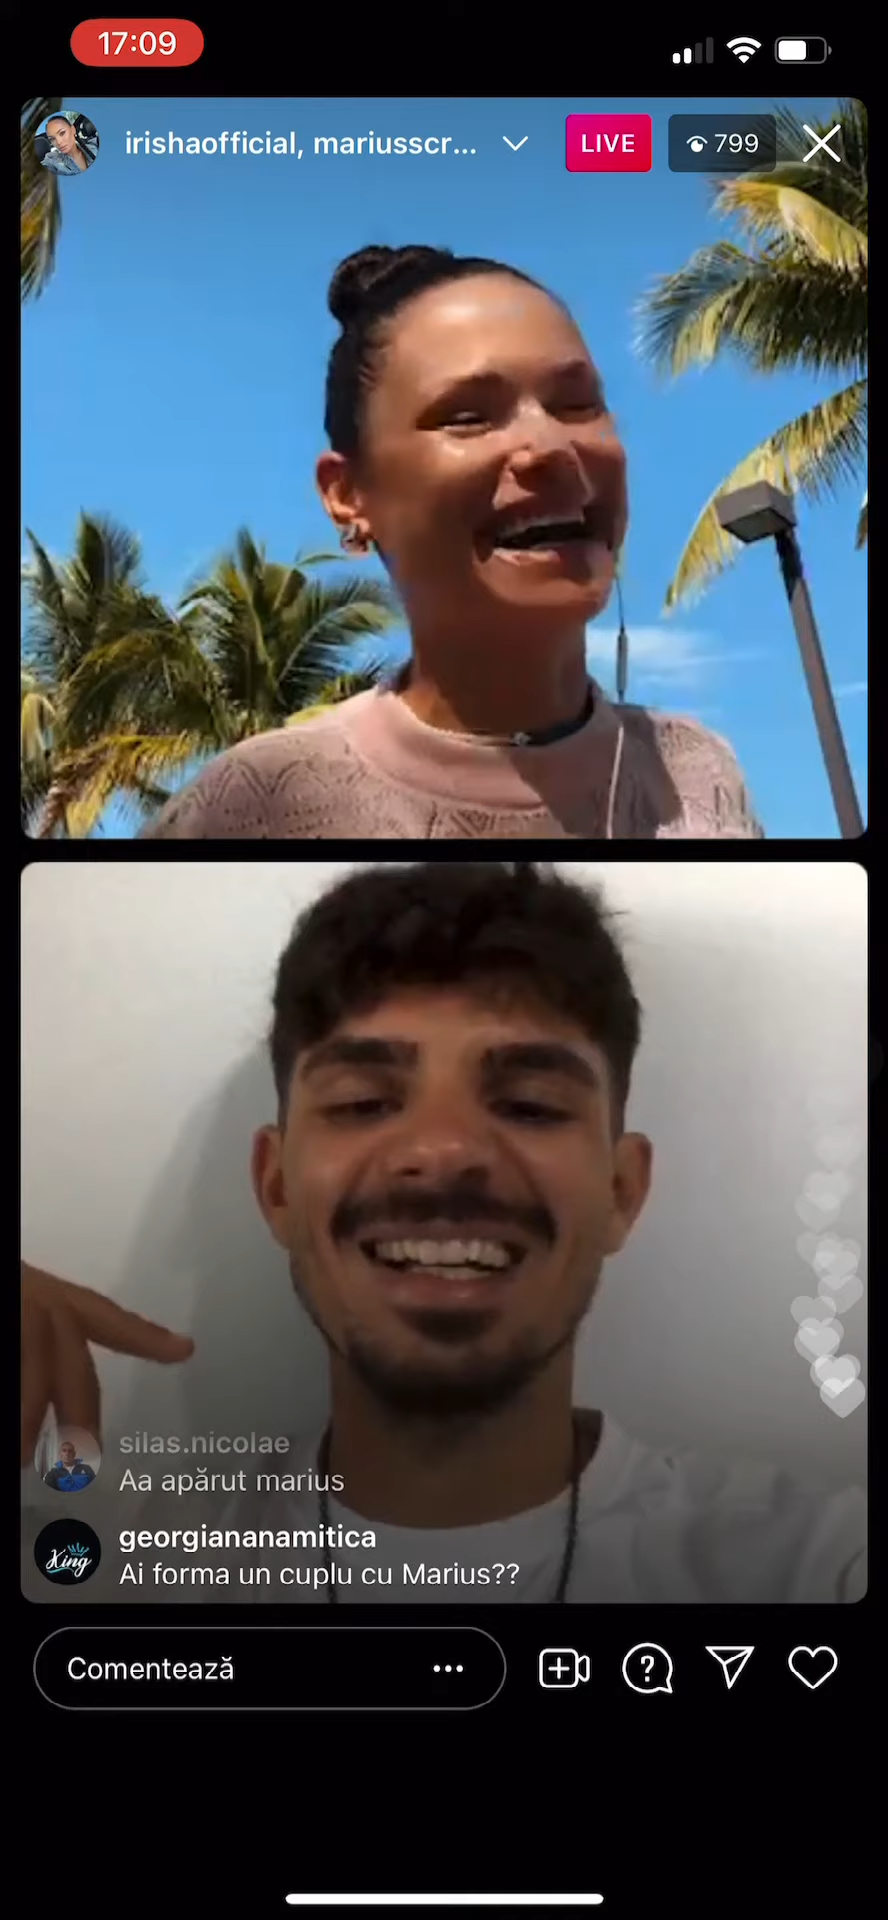 17:09
irishaofficial, mariusscr...
LIVE
799
silas.nicolae
Aa apărut marius
King
georgiananamitica
Ai forma un cuplu cu Marius??
Comentează